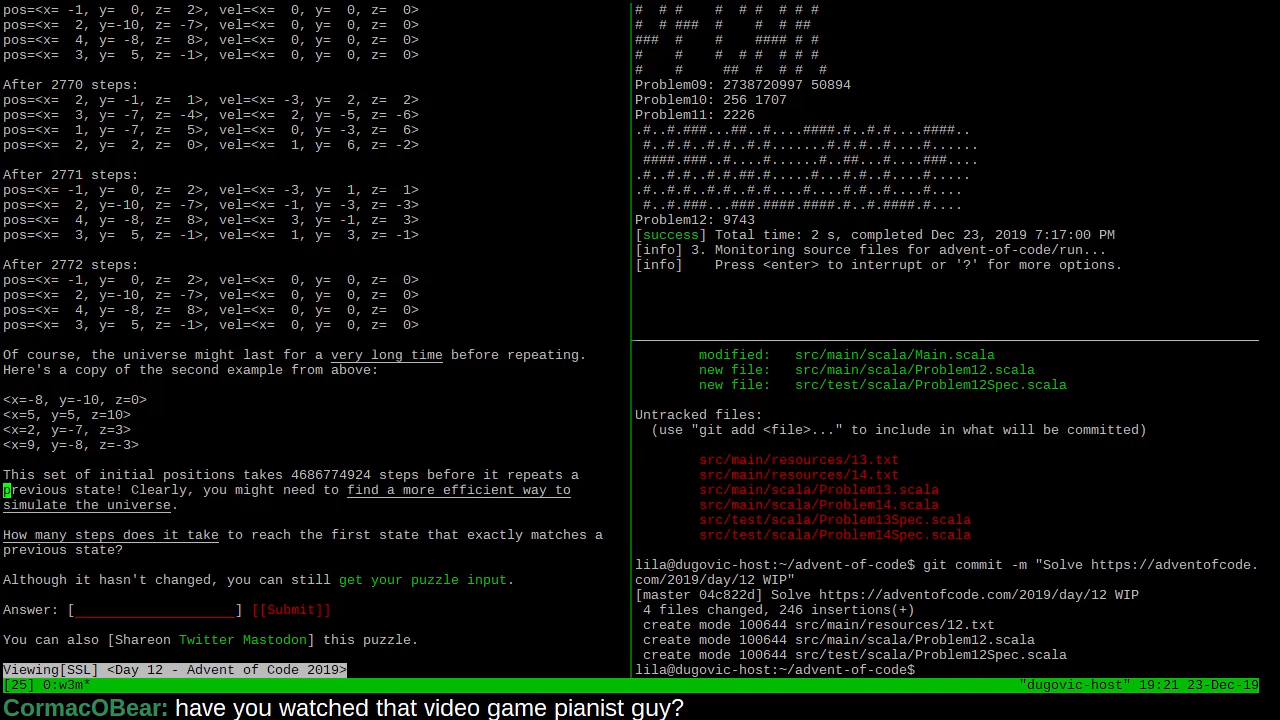 pos=<x= -1, y=  0, z=  2>, vel=<x=  0, y=  0, z=  0>
pos=<x=  2, y=-10, z= -7>, vel=<x=  0, y=  0, z=  0>
pos=<x=  4, y= -8, z=  8>, vel=<x=  0, y=  0, z=  0>
pos=<x=  3, y=  5, z= -1>, vel=<x=  0, y=  0, z=  0>

After 2770 steps:
pos=<x=  2, y= -1, z=  1>, vel=<x= -3, y=  2, z=  2>
pos=<x=  3, y= -7, z= -4>, vel=<x=  2, y= -5, z= -6>
pos=<x=  1, y= -7, z=  5>, vel=<x=  0, y= -3, z=  6>
pos=<x=  2, y=  2, z=  0>, vel=<x=  1, y=  6, z= -2>

After 2771 steps:
pos=<x= -1, y=  0, z=  2>, vel=<x= -3, y=  1, z=  1>
pos=<x=  2, y=-10, z= -7>, vel=<x= -1, y= -3, z= -3>
pos=<x=  4, y= -8, z=  8>, vel=<x=  3, y= -1, z=  3>
pos=<x=  3, y=  5, z= -1>, vel=<x=  1, y=  3, z= -1>

After 2772 steps:
pos=<x= -1, y=  0, z=  2>, vel=<x=  0, y=  0, z=  0>
pos=<x=  2, y=-10, z= -7>, vel=<x=  0, y=  0, z=  0>
pos=<x=  4, y= -8, z=  8>, vel=<x=  0, y=  0, z=  0>
pos=<x=  3, y=  5, z= -1>, vel=<x=  0, y=  0, z=  0>

Of course, the universe might last for a very long time before repeating.
Here's a copy of the second example from above:

<x=-8, y=-10, z=0>
<x=5, y=5, z=10>
<x=2, y=-7, z=3>
<x=9, y=-8, z=-3>

This set of initial positions takes 4686774924 steps before it repeats a
previous state! Clearly, you might need to find a more efficient way to
simulate the universe.

How many steps does it take to reach the first state that exactly matches a
previous state?

Although it hasn't changed, you can still get your puzzle input.

Answer: [____________________] [[Submit]]

You can also [Shareon Twitter Mastodon] this puzzle.

Viewing[SSL] <Day 12 - Advent of Code 2019>
#  # #    #  # #  # # #
#  # ###  #    #  # ##
###  #    #    #### # #
#    #    #  # #  # # #
#    #     ##  #  # #  #
Problem09: 2738720997 50894
Problem10: 256 1707
Problem11: 2226
.#..#.###...##..#....####.#..#.#....####..
 #..#.#..#.#..#.#.......#.#.#..#....#......
 ####.###..#....#......#..##...#....###....
.#..#.#..#.#.##.#.....#...#.#..#....#.....
.#..#.#..#.#..#.#....#....#.#..#....#....
 #..#.###...###.####.####.#..#.####.#....
Problem12: 9743
[success] Total time: 2 s, completed Dec 23, 2019 7:17:00 PM
[info] 3. Monitoring source files for advent-of-code/run...
[info]    Press <enter> to interrupt or '?' for more options.
modified:   src/main/scala/Main.scala
new file:   src/main/scala/Problem12.scala
new file:   src/test/scala/Problem12Spec.scala

Untracked files:
  (use "git add <file>..." to include in what will be committed)

src/main/resources/13.txt
src/main/resources/14.txt
src/main/scala/Problem13.scala
src/main/scala/Problem14.scala
src/test/scala/Problem13Spec.scala
src/test/scala/Problem14Spec.scala

lila@dugovic-host:~/advent-of-code$ git commit -m "Solve https://adventofcode.
com/2019/day/12 WIP"
[master 04c822d] Solve https://adventofcode.com/2019/day/12 WIP
 4 files changed, 246 insertions(+)
 create mode 100644 src/main/resources/12.txt
 create mode 100644 src/main/scala/Problem12.scala
 create mode 100644 src/test/scala/Problem12Spec.scala
lila@dugovic-host:~/advent-of-code$
[25] 0:w3m* "dugovic-host" 19:21 23-Dec-19
CormacOBear: have you watched that video game pianist guy?